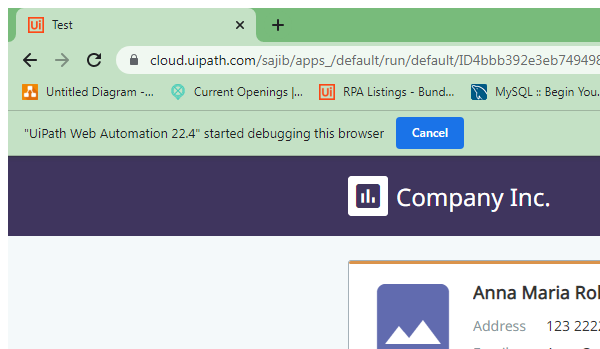 Ui Test
cloud.uipath.com/sajib/apps_/default/run/default/ID4bbb392e3eb749498
Untitled Diagram -... Current Openings |... Ui RPA Listings - Bund... MySQL :: Begin You
"UiPath Web Automation 22.4" started debugging this browser Cancel
Company Inc.
Anna Maria Rol
Address 123 2222